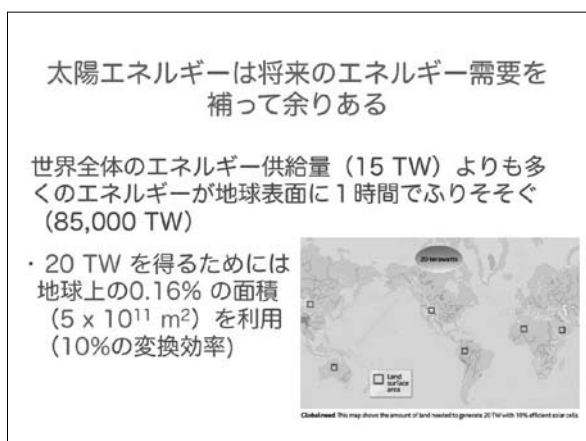 太陽エネルギーは将来のエネルギー需要を
補って余りある
世界全体のエネルギー供給量（15 TW）よりも多
くのエネルギーが地球表面に１時間でふりそそぐ
（85,000 TW）
・20 TW を得るためには
地球上の0.16% の面積
（5 x 10¹¹ m²）を利用
（10%の変換効率)
20 terawatts
Land
surface
area
Global need This map shows the amount of land needed to generate 20 TW with 10% efficient solar cells.